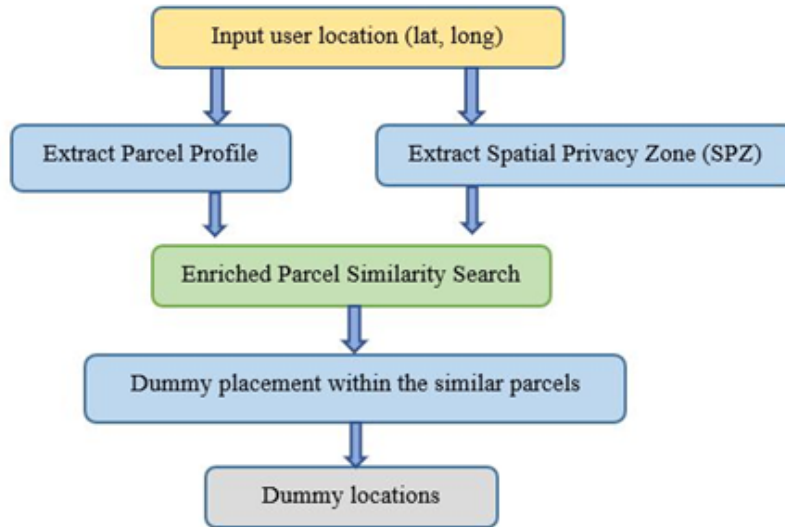 Input user location (lat, long)
Extract Parcel Profile
Extract Spatial Privacy Zone (SPZ)
Enriched Parcel Similarity Search
Dummy placement within the similar parcels
Dummy locations